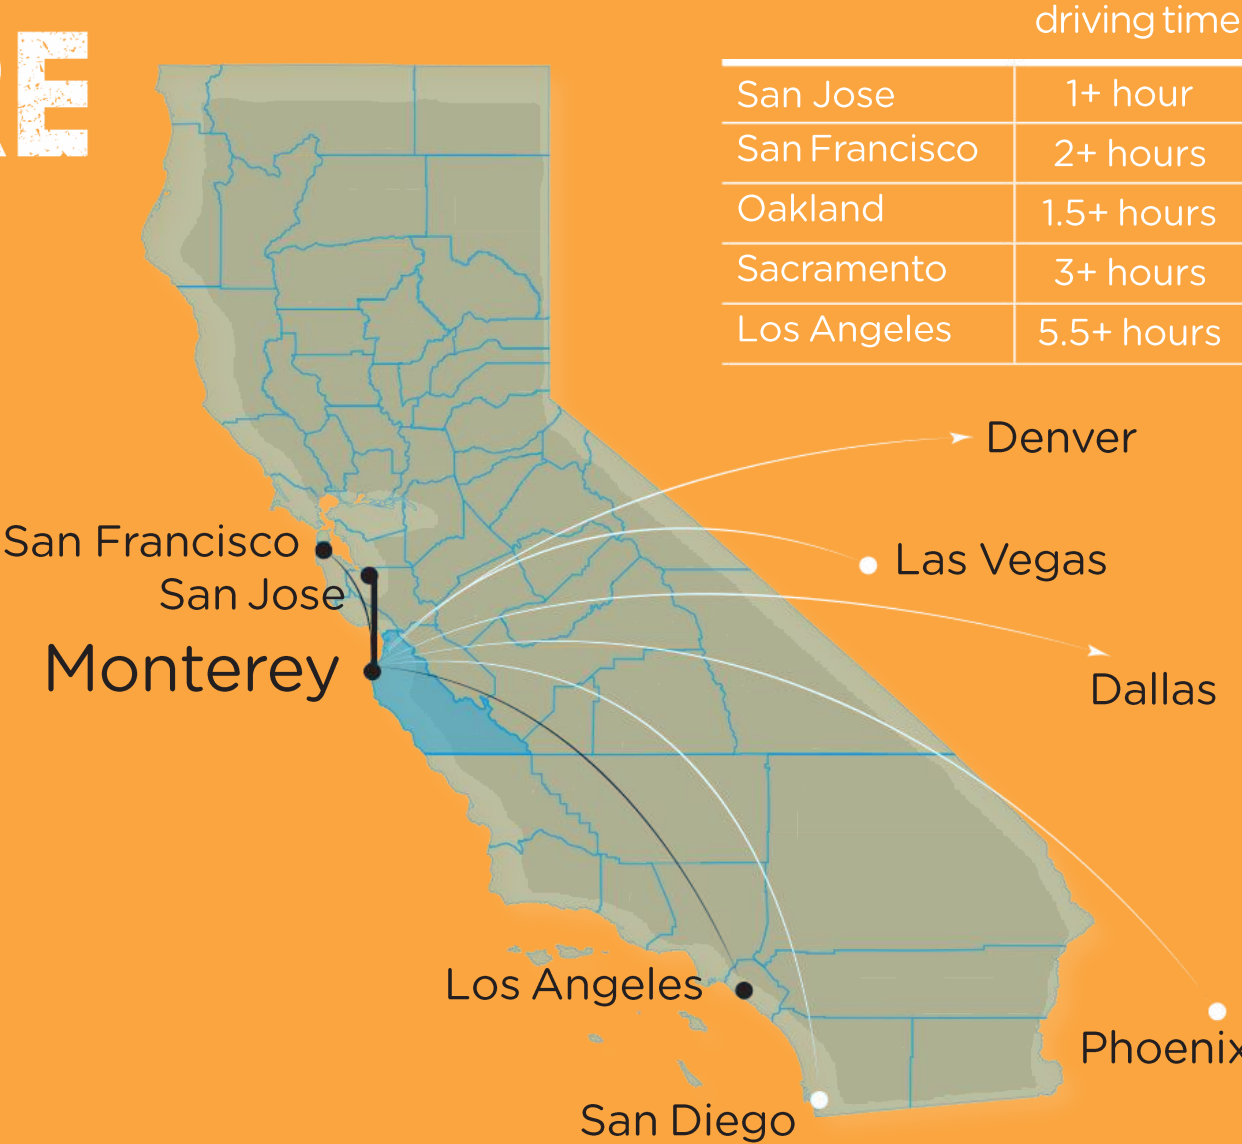 RE
driving time
San Jose 1+ hour
San Francisco 2+ hours
Oakland 1.5+ hours
Sacramento 3+ hours
Los Angeles 5.5+ hours
Denver
San Francisco
Las Vegas
San Jose
Monterey
Dallas
Los Angeles
Phoenix
San Diego